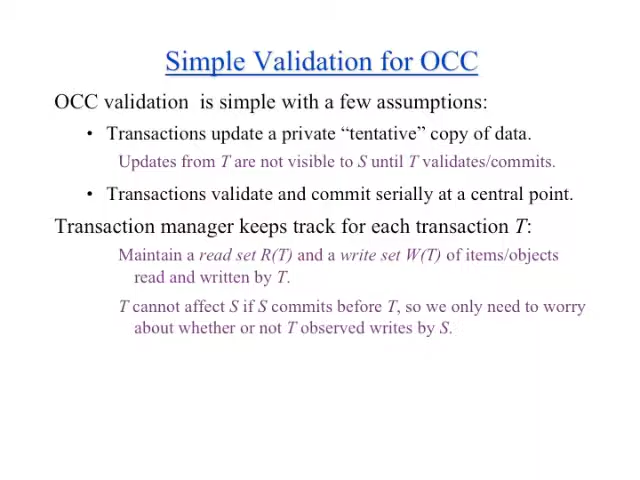 Simple Validation for OCC
OCC validation is simple with a few assumptions:
• Transactions update a private “tentative” copy of data.
Updates from T are not visible to S until T validates/commits.
• Transactions validate and commit serially at a central point.
Transaction manager keeps track for each transaction T:
Maintain a read set R(T) and a write set W(T) of items/objects
read and written by T.
T cannot affect S if S commits before T, so we only need to worry
about whether or not T observed writes by S.